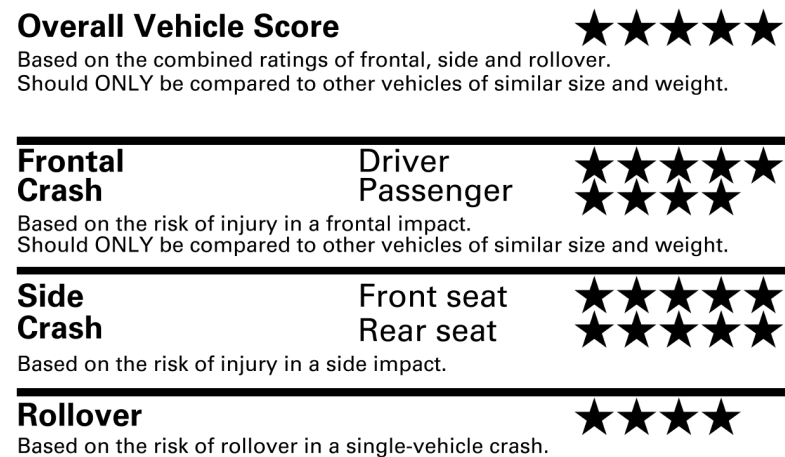 Overall Vehicle Score ★★★★★
Based on the combined ratings of frontal, side and rollover.
Should ONLY be compared to other vehicles of similar size and weight.
Frontal Driver ★★★★★
Crash Passenger ★★★★
Based on the risk of injury in a frontal impact.
Should ONLY be compared to other vehicles of similar size and weight.
Side Front seat ★★★★★
Crash Rear seat ★★★★★
Based on the risk of injury in a side impact.
Rollover ★★★★
Based on the risk of rollover in a single-vehicle crash.